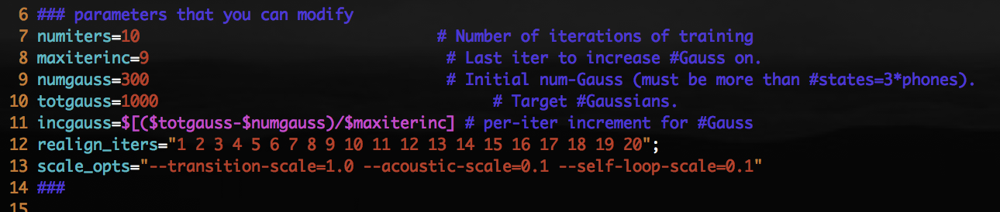 6 ### parameters that you can modify
7 numiters=10 # Number of iterations of training
8 maxiterinc=9 # Last iter to increase #Gauss on.
9 numgauss=300 # Initial num-Gauss (must be more than #states=3*phones).
10 totgauss=1000 # Target #Gaussians.
11 incgauss=$[($totgauss-$numgauss)/$maxiterinc] # per-iter increment for #Gauss
12 realign_iters="1 2 3 4 5 6 7 8 9 10 11 12 13 14 15 16 17 18 19 20";
13 scale_opts="--transition-scale=1.0 --acoustic-scale=0.1 --self-loop-scale=0.1"
14 ###
15